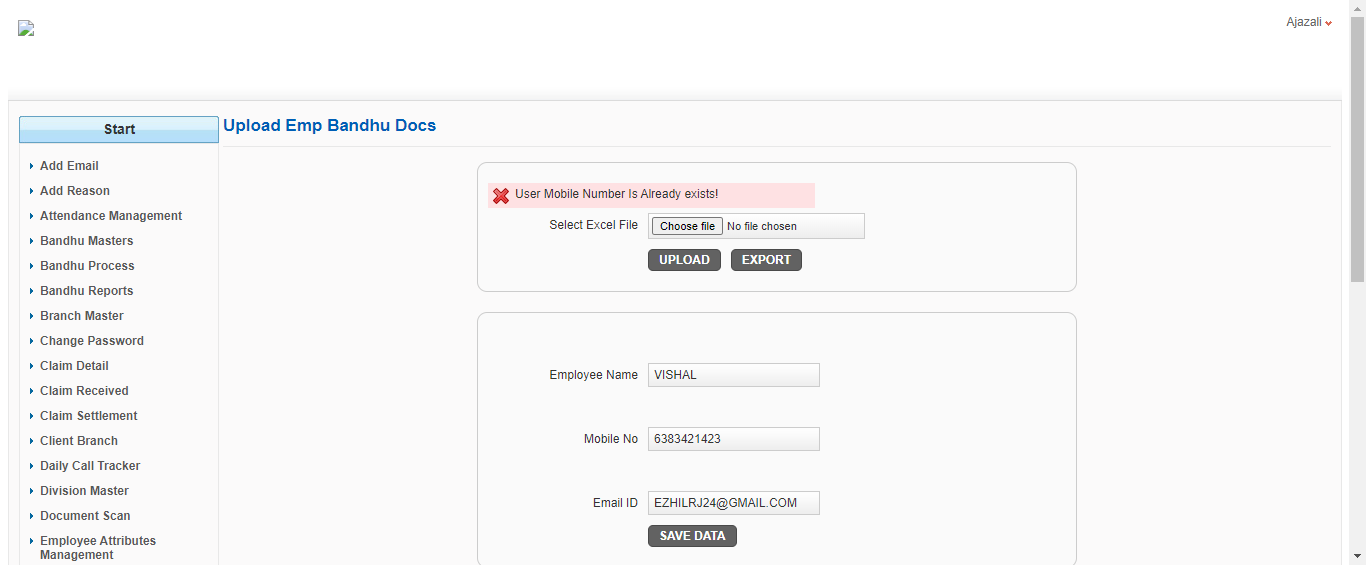 Ajazali
Start
Upload Emp Bandhu Docs
Add Email
Add Reason
Attendance Management
Bandhu Masters
Bandhu Process
Bandhu Reports
Branch Master
Change Password
Claim Detail
Claim Received
Claim Settlement
Client Branch
Daily Call Tracker
Division Master
Document Scan
Employee Attributes
Management
User Mobile Number Is Already exists!
Select Excel File Choose file No file chosen
UPLOAD EXPORT
Employee Name VISHAL
Mobile No 6383421423
Email ID EZHILRJ24@GMAIL.COM
SAVE DATA